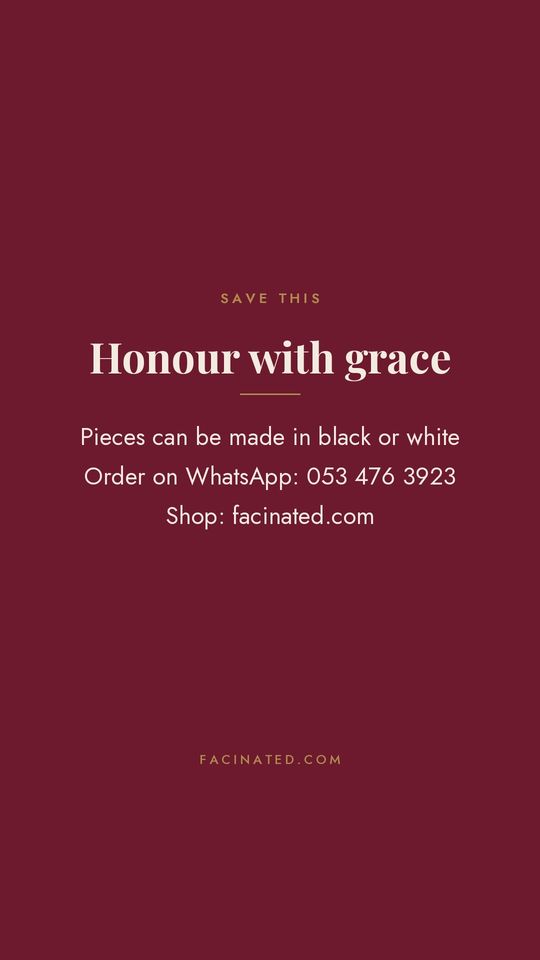 SAVE THIS
Honour with grace
Pieces can be made in black or white
Order on WhatsApp: 053 476 3923
Shop: facinated.com
FACINATED.COM